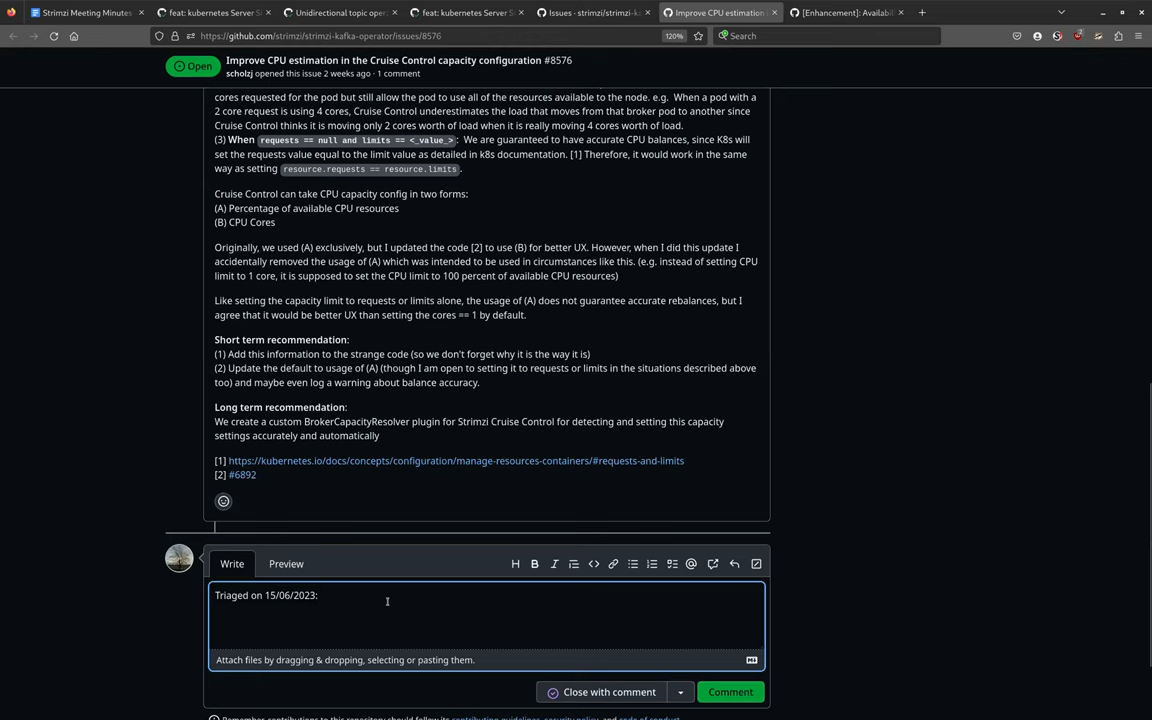 Strimzi Meeting Minutes
feat: kubernetes Server S
Unidirectional topic oper
feat: kubernetes Server S
Issues · strimzi/strimzi-k
Improve CPU estimation
[Enhancement]: Availabi
https://github.com/strimzi/strimzi-kafka-operator/issues/8576
120%
Search
Open
Improve CPU estimation in the Cruise Control capacity configuration #8576
scholzj opened this issue 2 weeks ago · 1 comment
cores requested for the pod but still allow the pod to use all of the resources available to the node. e.g. When a pod with a
2 core request is using 4 cores, Cruise Control underestimates the load that moves from that broker pod to another since
Cruise Control thinks it is moving only 2 cores worth of load when it is really moving 4 cores worth of load.
(3) When requests == null and limits == <_value_>: We are guaranteed to have accurate CPU balances, since K8s will
set the requests value equal to the limit value as detailed in k8s documentation. [1] Therefore, it would work in the same
way as setting resource.requests == resource.limits.
Cruise Control can take CPU capacity config in two forms:
(A) Percentage of available CPU resources
(B) CPU Cores
Originally, we used (A) exclusively, but I updated the code [2] to use (B) for better UX. However, when I did this update I
accidentally removed the usage of (A) which was intended to be used in circumstances like this. (e.g. instead of setting CPU
limit to 1 core, it is supposed to set the CPU limit to 100 percent of available CPU resources)
Like setting the capacity limit to requests or limits alone, the usage of (A) does not guarantee accurate rebalances, but I
agree that it would be better UX than setting the cores == 1 by default.
Short term recommendation:
(1) Add this information to the strange code (so we don't forget why it is the way it is)
(2) Update the default to usage of (A) (though I am open to setting it to requests or limits in the situations described above
too) and maybe even log a warning about balance accuracy.
Long term recommendation:
We create a custom BrokerCapacityResolver plugin for Strimzi Cruise Control for detecting and setting this capacity
settings accurately and automatically
[1] https://kubernetes.io/docs/concepts/configuration/manage-resources-containers/#requests-and-limits
[2] #6892
Write
Preview
Triaged on 15/06/2023:
Attach files by dragging & dropping, selecting or pasting them.
Close with comment
Comment
Remember, contributions to this repository should follow its contributing guidelines, security policy, and code of conduct.